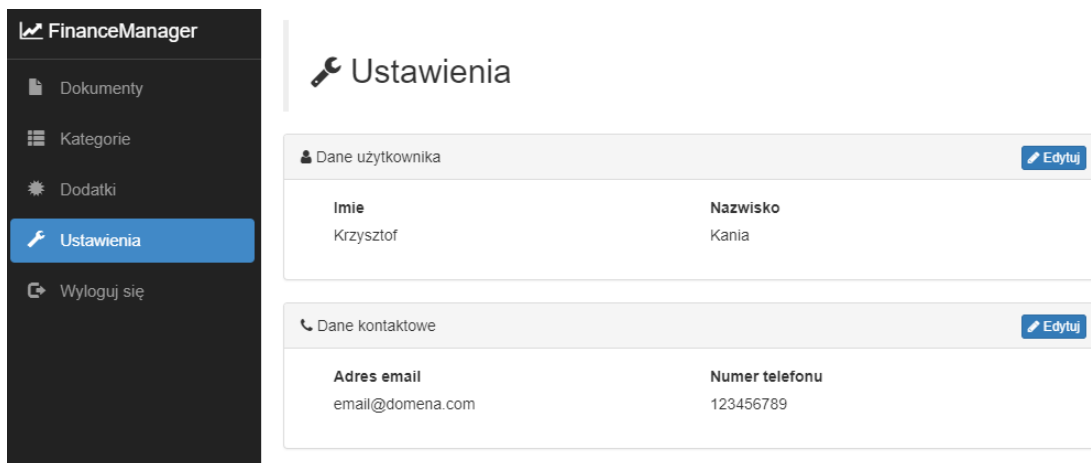 FinanceManager
Dokumenty
Kategorie
Dodatki
Ustawienia
Wyloguj się
Ustawienia
Dane użytkownika Edytuj
Imie Nazwisko
Krzysztof Kania
Dane kontaktowe Edytuj
Adres email Numer telefonu
email@domena.com 123456789